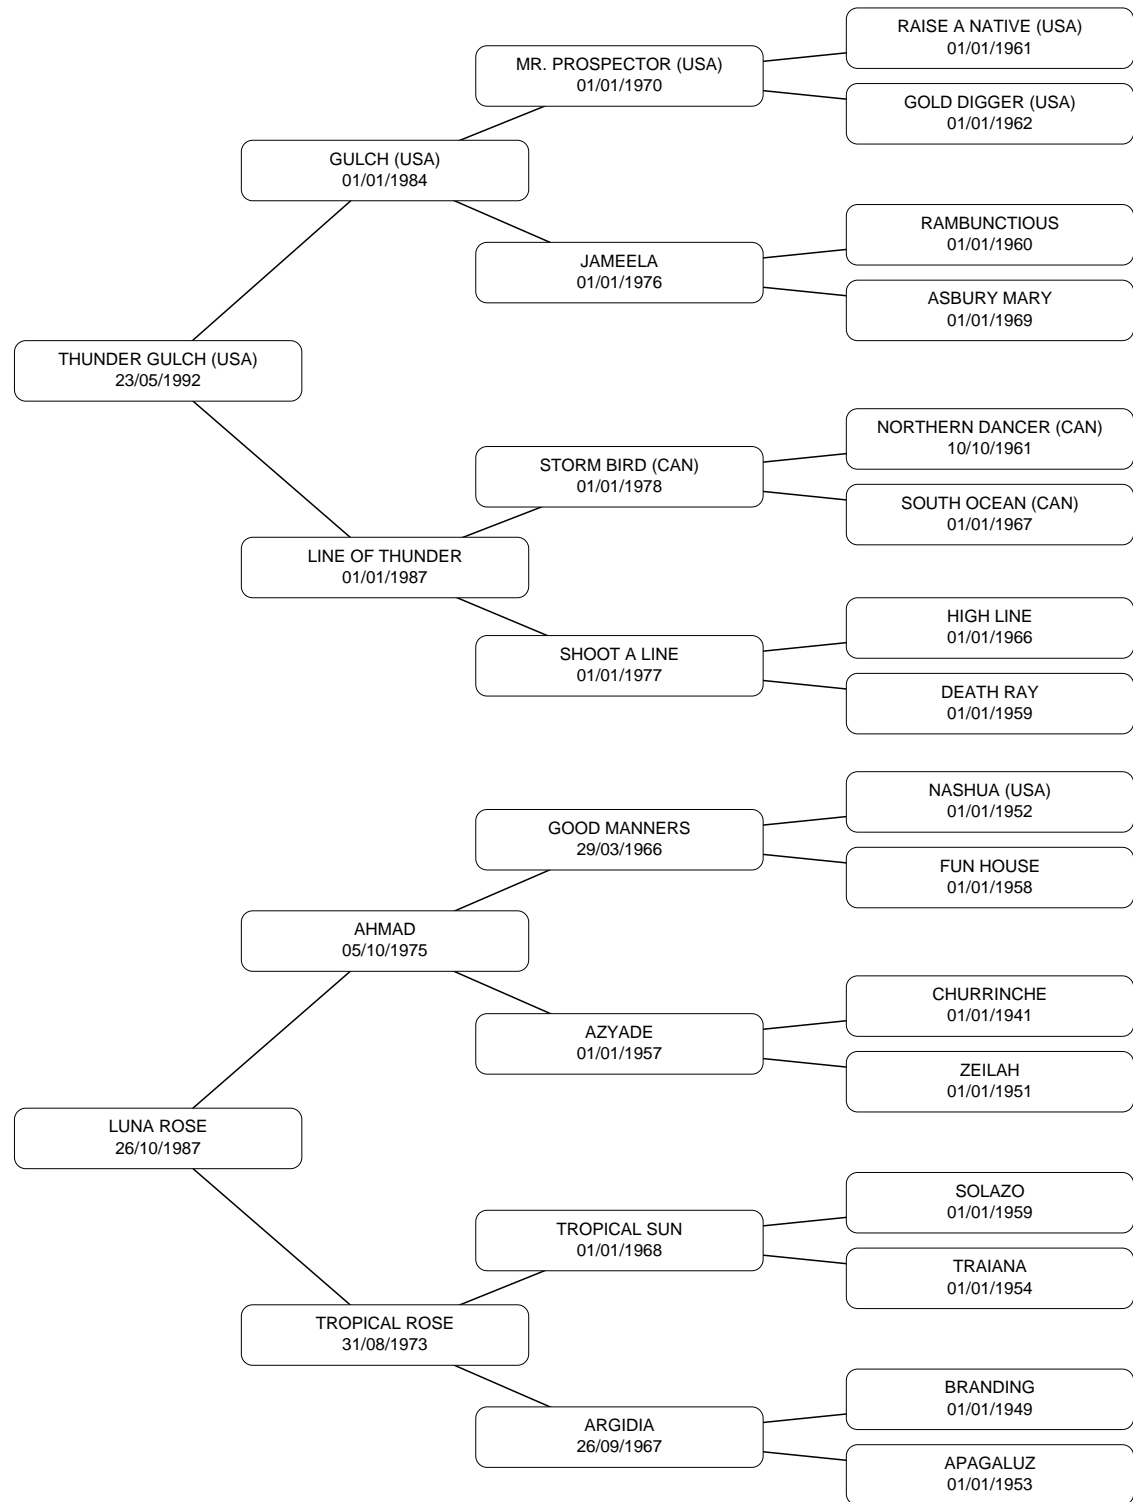 RAISE A NATIVE (USA)
01/01/1961
MR. PROSPECTOR (USA)
01/01/1970
GOLD DIGGER (USA)
01/01/1962
GULCH (USA)
01/01/1984
RAMBUNCTIOUS
01/01/1960
JAMEELA
01/01/1976
ASBURY MARY
01/01/1969
THUNDER GULCH (USA)
23/05/1992
NORTHERN DANCER (CAN)
10/10/1961
STORM BIRD (CAN)
01/01/1978
SOUTH OCEAN (CAN)
01/01/1967
LINE OF THUNDER
01/01/1987
HIGH LINE
01/01/1966
SHOOT A LINE
01/01/1977
DEATH RAY
01/01/1959
NASHUA (USA)
01/01/1952
GOOD MANNERS
29/03/1966
FUN HOUSE
01/01/1958
AHMAD
05/10/1975
CHURRINCHE
01/01/1941
AZYADE
01/01/1957
ZEILAH
01/01/1951
LUNA ROSE
26/10/1987
SOLAZO
01/01/1959
TROPICAL SUN
01/01/1968
TRAIANA
01/01/1954
TROPICAL ROSE
31/08/1973
BRANDING
01/01/1949
ARGIDIA
26/09/1967
APAGALUZ
01/01/1953